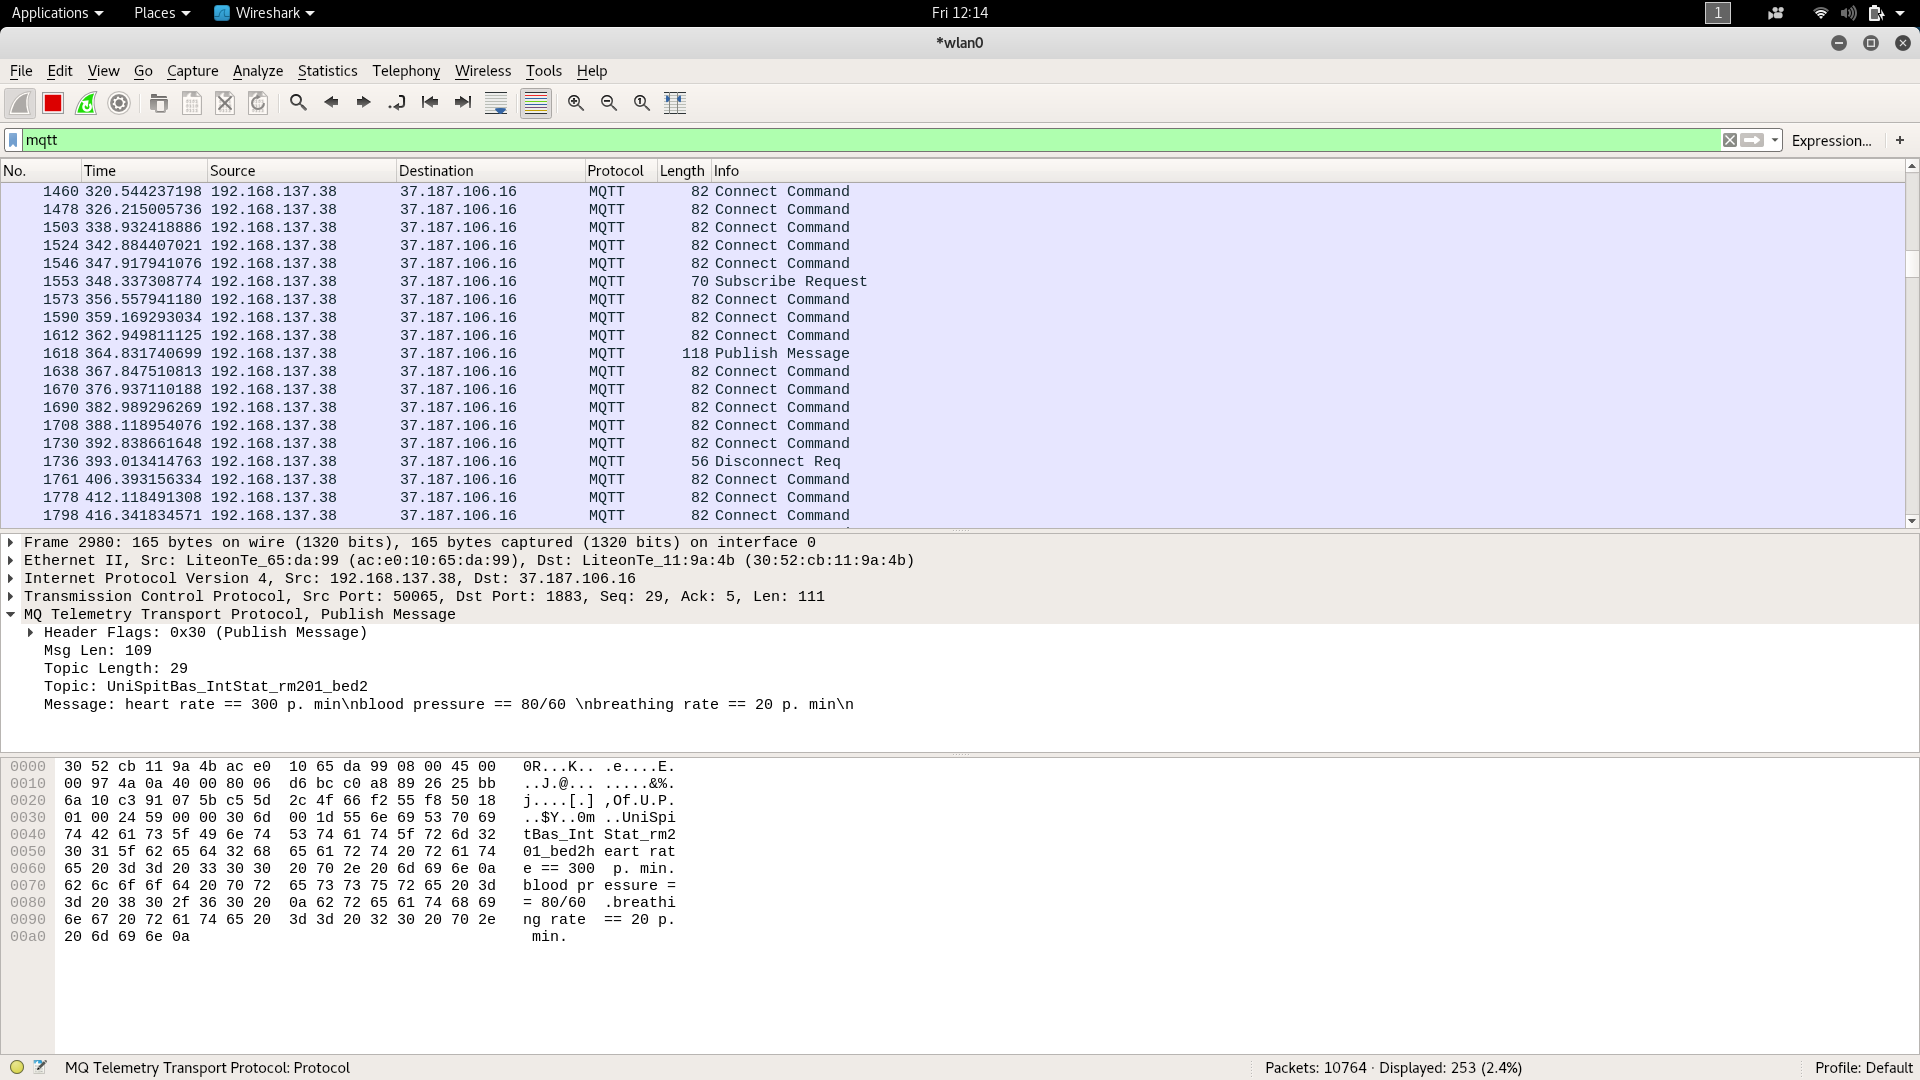 Applications Places Wireshark Fri 12:14 1
*wlan0
File Edit View Go Capture Analyze Statistics Telephony Wireless Tools Help
mqtt Expression... +
No. Time Source Destination Protocol Length Info
1460 320.544237198 192.168.137.38 37.187.106.16 MQTT 82 Connect Command
1478 326.215005736 192.168.137.38 37.187.106.16 MQTT 82 Connect Command
1503 338.932418886 192.168.137.38 37.187.106.16 MQTT 82 Connect Command
1524 342.884407021 192.168.137.38 37.187.106.16 MQTT 82 Connect Command
1546 347.917941076 192.168.137.38 37.187.106.16 MQTT 82 Connect Command
1553 348.337308774 192.168.137.38 37.187.106.16 MQTT 70 Subscribe Request
1573 356.557941180 192.168.137.38 37.187.106.16 MQTT 82 Connect Command
1590 359.169293034 192.168.137.38 37.187.106.16 MQTT 82 Connect Command
1612 362.949811125 192.168.137.38 37.187.106.16 MQTT 82 Connect Command
1618 364.831740699 192.168.137.38 37.187.106.16 MQTT 118 Publish Message
1638 367.847510813 192.168.137.38 37.187.106.16 MQTT 82 Connect Command
1670 376.937110188 192.168.137.38 37.187.106.16 MQTT 82 Connect Command
1690 382.989296269 192.168.137.38 37.187.106.16 MQTT 82 Connect Command
1708 388.118954076 192.168.137.38 37.187.106.16 MQTT 82 Connect Command
1730 392.838661648 192.168.137.38 37.187.106.16 MQTT 82 Connect Command
1736 393.013414763 192.168.137.38 37.187.106.16 MQTT 56 Disconnect Req
1761 406.393156334 192.168.137.38 37.187.106.16 MQTT 82 Connect Command
1778 412.118491308 192.168.137.38 37.187.106.16 MQTT 82 Connect Command
1798 416.341834571 192.168.137.38 37.187.106.16 MQTT 82 Connect Command
Frame 2980: 165 bytes on wire (1320 bits), 165 bytes captured (1320 bits) on interface 0
Ethernet II, Src: LiteonTe_65:da:99 (ac:e0:10:65:da:99), Dst: LiteonTe_11:9a:4b (30:52:cb:11:9a:4b)
Internet Protocol Version 4, Src: 192.168.137.38, Dst: 37.187.106.16
Transmission Control Protocol, Src Port: 50065, Dst Port: 1883, Seq: 29, Ack: 5, Len: 111
MQ Telemetry Transport Protocol, Publish Message
Header Flags: 0x30 (Publish Message)
Msg Len: 109
Topic Length: 29
Topic: UniSpitBas_IntStat_rm201_bed2
Message: heart rate == 300 p. min\nblood pressure == 80/60 \nbreathing rate == 20 p. min\n
0000 30 52 cb 11 9a 4b ac e0 10 65 da 99 08 00 45 00 0R...K.. .e....E.
0010 00 97 4a 0a 40 00 80 06 d6 bc c0 a8 89 26 25 bb ..J.@... .....&%.
0020 6a 10 c3 91 07 5b c5 5d 2c 4f 66 f2 55 f8 50 18 j....[.] ,Of.U.P.
0030 01 00 24 59 00 00 30 6d 00 1d 55 6e 69 53 70 69 ..$Y..0m ..UniSpi
0040 74 42 61 73 5f 49 6e 74 53 74 61 74 5f 72 6d 32 tBas_Int Stat_rm2
0050 30 31 5f 62 65 64 32 68 65 61 72 74 20 72 61 74 01_bed2h eart rat
0060 65 20 3d 3d 20 33 30 30 20 70 2e 20 6d 69 6e 0a e == 300 p. min.
0070 62 6c 6f 6f 64 20 70 72 65 73 73 75 72 65 20 3d blood pr essure =
0080 3d 20 38 30 2f 36 30 20 0a 62 72 65 61 74 68 69 = 80/60 .breathi
0090 6e 67 20 72 61 74 65 20 3d 3d 20 32 30 20 70 2e ng rate == 20 p.
00a0 20 6d 69 6e 0a min.
MQ Telemetry Transport Protocol: Protocol Packets: 10764 · Displayed: 253 (2.4%) Profile: Default